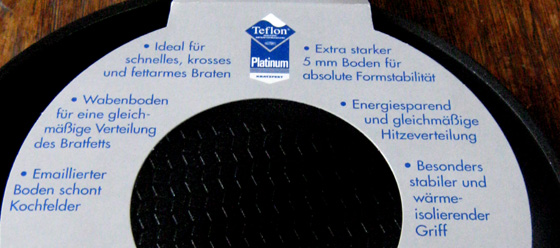 Teflon
Platinum
• Ideal für
schnelles, krosses
und fettarmes Braten
• Wabenboden
für eine gleich-
mäßige Verteilung
des Bratfetts
• Emaillierter
Boden schont
Kochfelder
• Extra starker
5 mm Boden für
absolute Formstabilität
• Energiesparend
und gleichmäßige
Hitzeverteilung
• Besonders
stabiler und
wärme-
isolierender
Griff